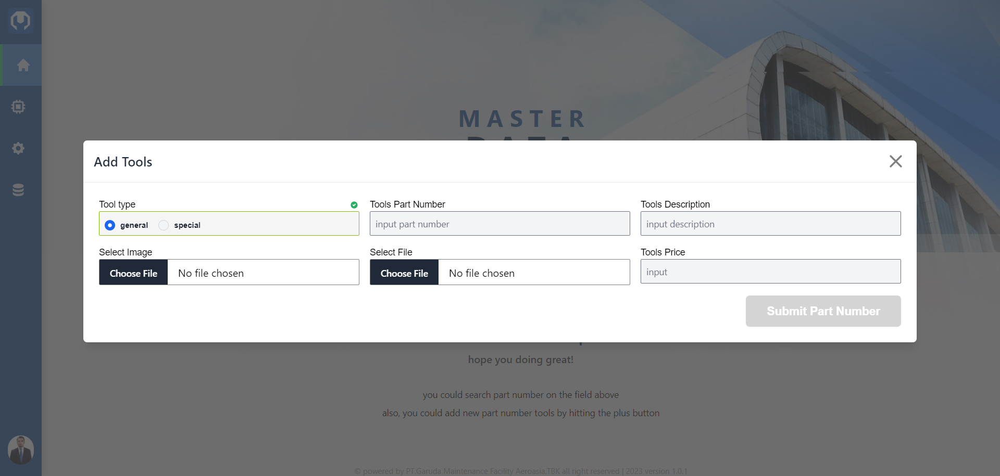 MASTER
Add Tools
Tool type
general special
Tools Part Number
input part number
Tools Description
input description
Select Image
Choose File No file chosen
Select File
Choose File No file chosen
Tools Price
input
Submit Part Number
hope you doing great!
you could search part number on the field above
also, you could add new part number tools by hitting the plus button
© powered by PT.Garuda Maintenance Facility Aeroasia.TBK all right reserved | 2023 version 1.0.1